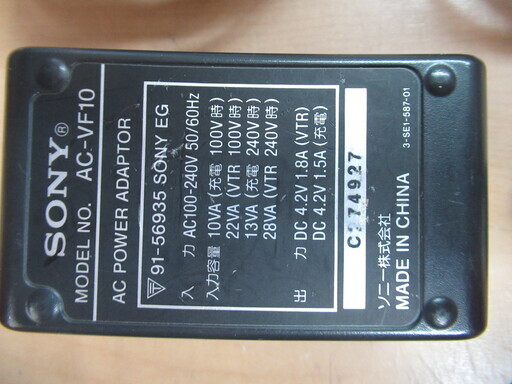 SONY®
MODEL NO. AC-VF10
AC POWER ADAPTOR
91-56935 SONY EG
入 力 AC100-240V 50/60Hz
入力容量 10VA (充電 100V時)
22VA (VTR 100V時)
13VA (充電 240V時)
28VA (VTR 240V時)
出 力 DC 4.2V 1.8A (VTR)
DC 4.2V 1.5A (充電)
74927
ソニー株式会社
MADE IN CHINA
3-SE1-587-01